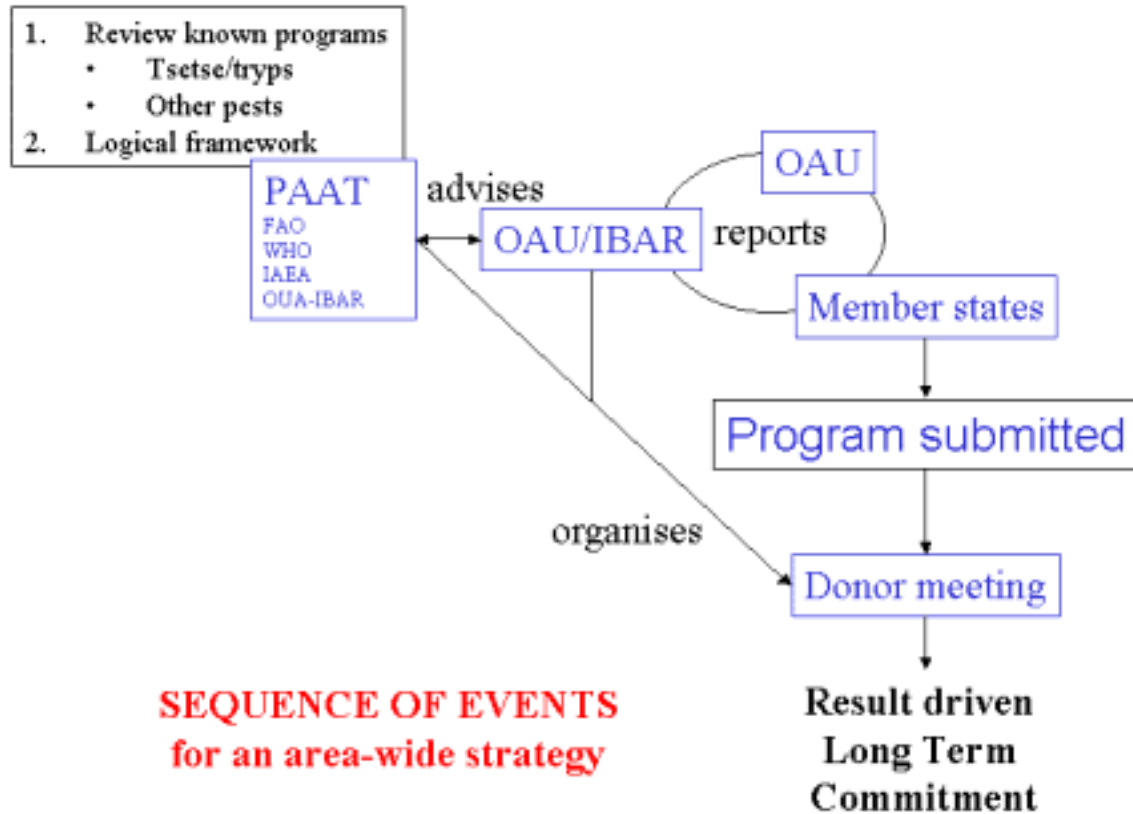 1. Review known programs
• Tsetse/tryps
• Other pests
2. Logical framework
PAAT
FAO
WHO
IAEA
OUA-IBAR
advises
OAU/IBAR
reports
OAU
Member states
Program submitted
organises
Donor meeting
Result driven
Long Term
Commitment
SEQUENCE OF EVENTS
for an area-wide strategy